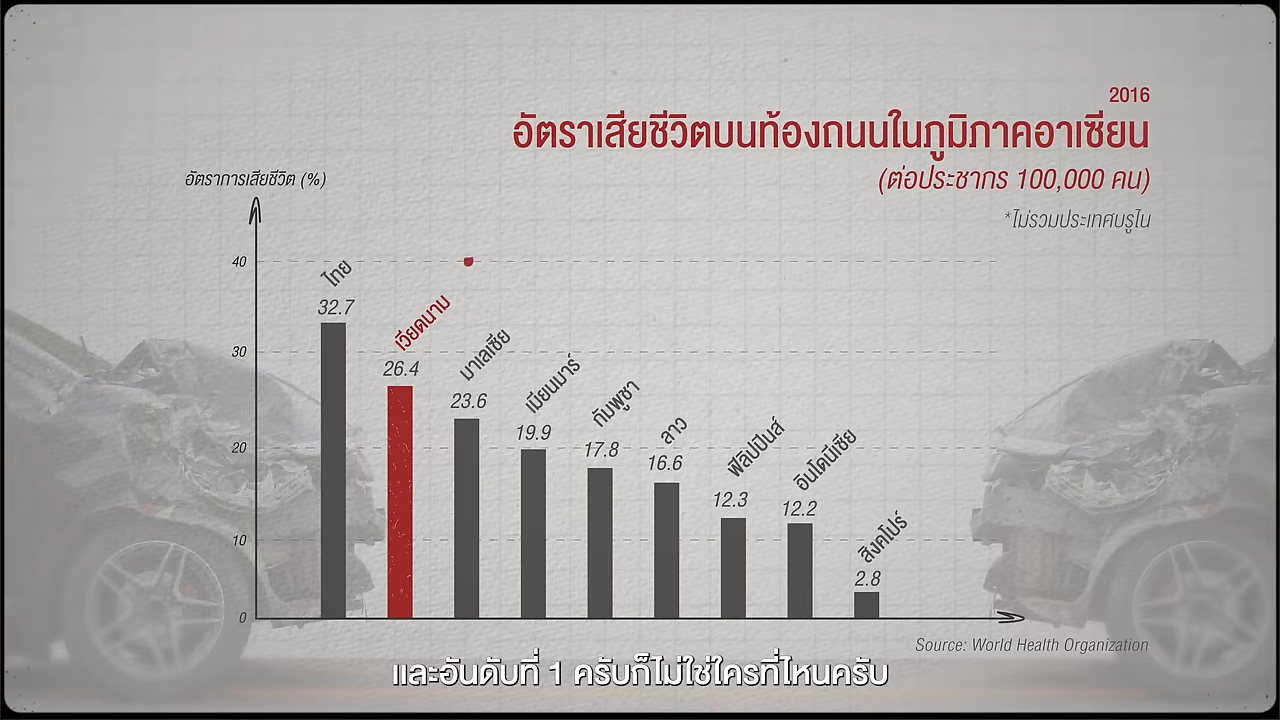 2016
อัตราเสียชีวิตบนท้องถนนในภูมิภาคอาเซียน
(ต่อประชากร 100,000 คน)
*ไม่รวมประเทศบรูไน
อัตราการเสียชีวิต (%)
40
30
20
10
0
ไทย
32.7
เวียดนาม
26.4
มาเลเซีย
23.6
เมียนมาร์
19.9
กัมพูชา
17.8
ลาว
16.6
ฟิลิปปินส์
12.3
อินโดนีเซีย
12.2
สิงคโปร์
2.8
Source: World Health Organization
และอันดับที่ 1 ครับก็ไม่ใช่ใครที่ไหนครับ